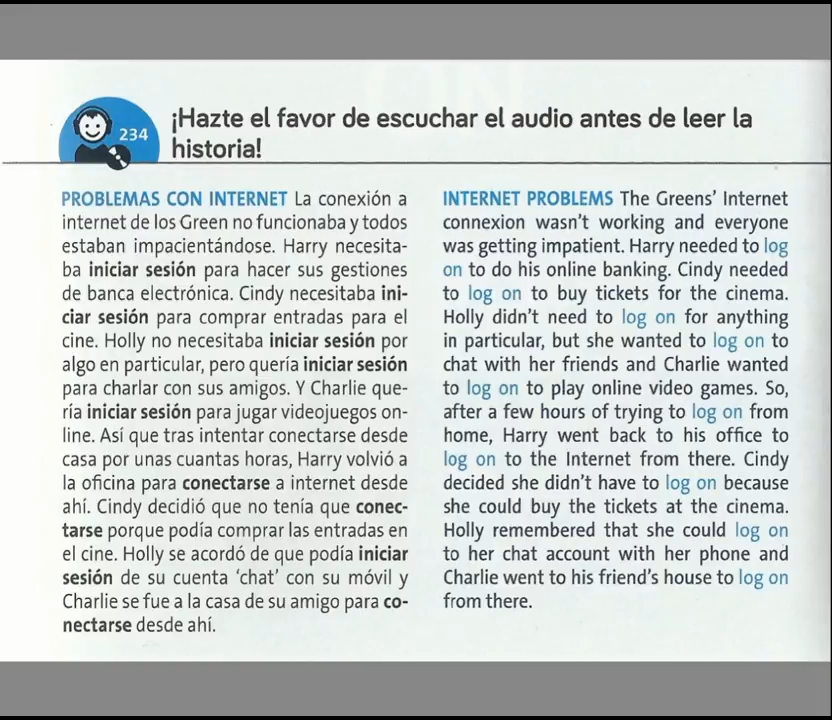 234
¡Hazte el favor de escuchar el audio antes de leer la
historia!
PROBLEMAS CON INTERNET La conexión a
internet de los Green no funcionaba y todos
estaban impacientándose. Harry necesita-
ba iniciar sesión para hacer sus gestiones
de banca electrónica. Cindy necesitaba ini-
ciar sesión para comprar entradas para el
cine. Holly no necesitaba iniciar sesión por
algo en particular, pero quería iniciar sesión
para charlar con sus amigos. Y Charlie que-
ría iniciar sesión para jugar videojuegos on-
line. Así que tras intentar conectarse desde
casa por unas cuantas horas, Harry volvió a
la oficina para conectarse a internet desde
ahí. Cindy decidió que no tenía que conec-
tarse porque podía comprar las entradas en
el cine. Holly se acordó de que podía iniciar
sesión de su cuenta ‘chat’ con su móvil y
Charlie se fue a la casa de su amigo para co-
nectarse desde ahí.
INTERNET PROBLEMS The Greens’ Internet
connexion wasn’t working and everyone
was getting impatient. Harry needed to log
on to do his online banking. Cindy needed
to log on to buy tickets for the cinema.
Holly didn’t need to log on for anything
in particular, but she wanted to log on to
chat with her friends and Charlie wanted
to log on to play online video games. So,
after a few hours of trying to log on from
home, Harry went back to his office to
log on to the Internet from there. Cindy
decided she didn’t have to log on because
she could buy the tickets at the cinema.
Holly remembered that she could log on
to her chat account with her phone and
Charlie went to his friend’s house to log on
from there.